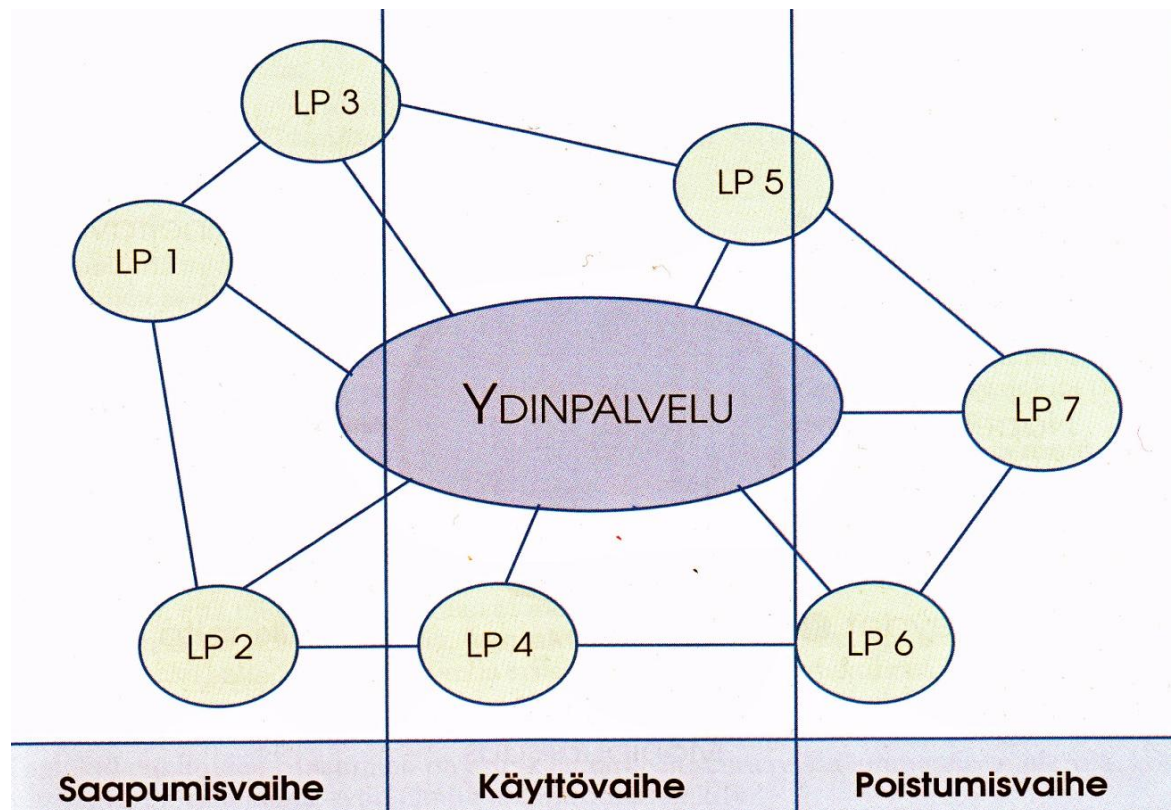 LP 3
LP 5
LP 1
YDINPALVELU
LP 7
LP 2
LP 4
LP 6
Saapumisvaihe
Käyttövaihe
Poistumisvaihe